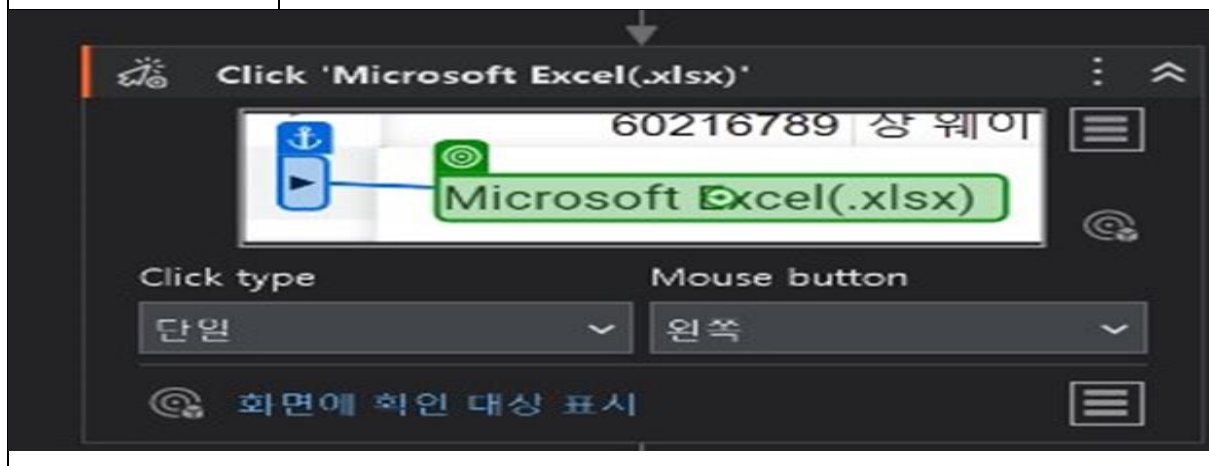 Click 'Microsoft Excel(.xlsx)'
60216789 상 웨이
Microsoft Excel(.xlsx)
Click type
Mouse button
단일
왼쪽
화면에 확인 대상 표시